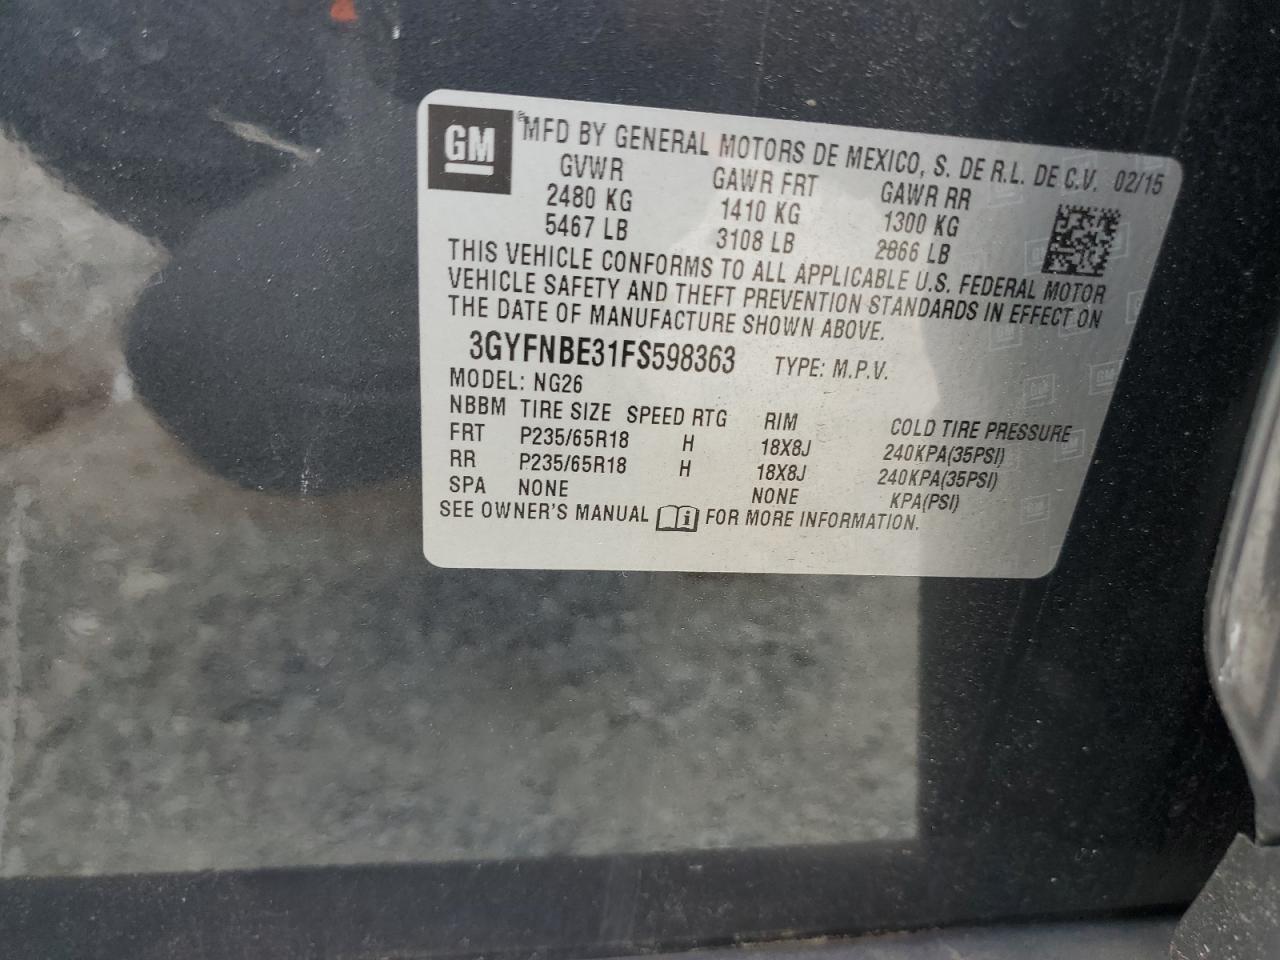 GM
® MFD BY GENERAL MOTORS DE MEXICO, S. DE R.L. DE C.V. 02/15
GVWR GAWR FRT GAWR RR
2480 KG 1410 KG 1300 KG
5467 LB 3108 LB 2866 LB
THIS VEHICLE CONFORMS TO ALL APPLICABLE U.S. FEDERAL MOTOR
VEHICLE SAFETY AND THEFT PREVENTION STANDARDS IN EFFECT ON
THE DATE OF MANUFACTURE SHOWN ABOVE.
3GYFNBE31FS598363 TYPE: M.P.V.
MODEL: NG26
NBBM TIRE SIZE SPEED RTG RIM COLD TIRE PRESSURE
FRT P235/65R18 H 18X8J 240KPA(35PSI)
RR P235/65R18 H 18X8J 240KPA(35PSI)
SPA NONE NONE KPA(PSI)
SEE OWNER'S MANUAL i FOR MORE INFORMATION.